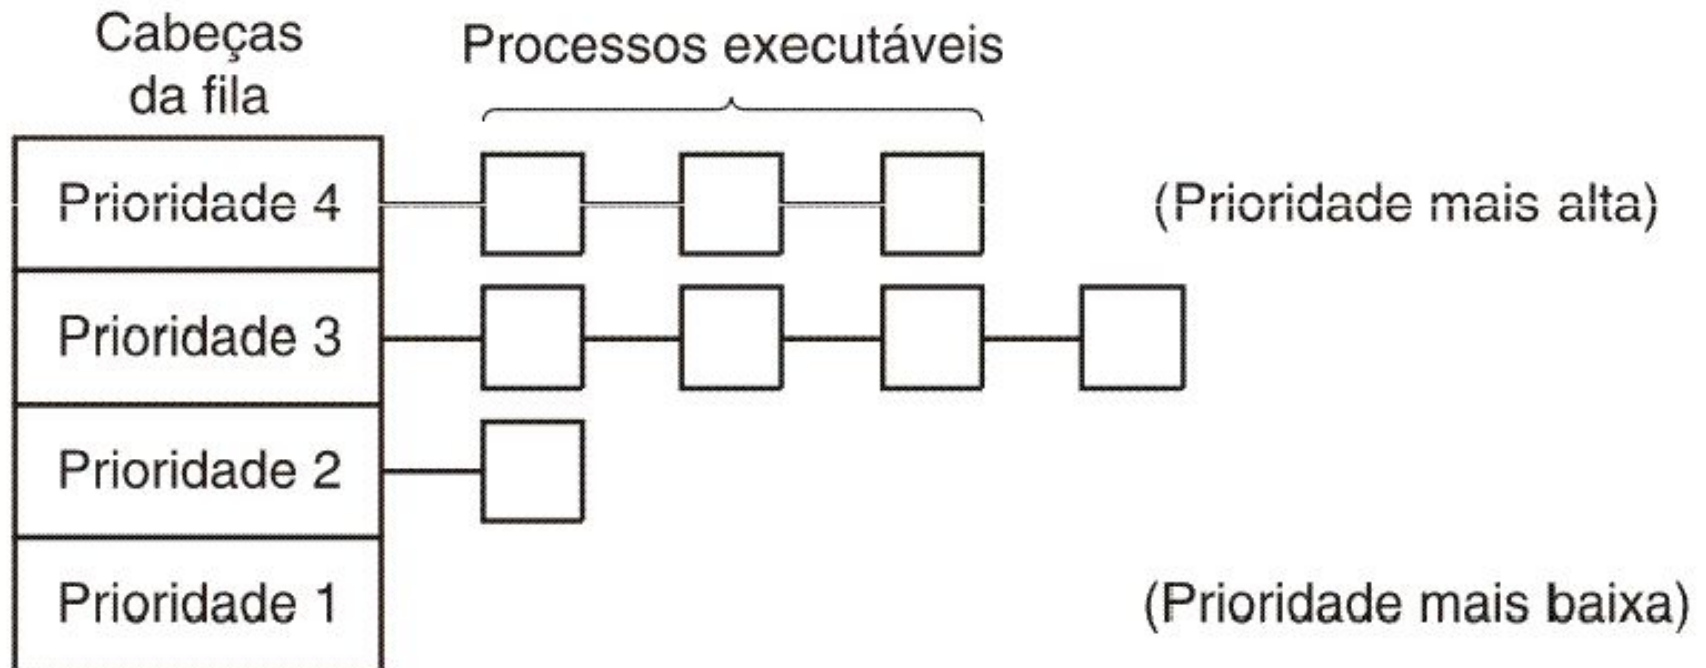 Cabeças
da fila
Processos executáveis
Prioridade 4
(Prioridade mais alta)
Prioridade 3
Prioridade 2
Prioridade 1
(Prioridade mais baixa)